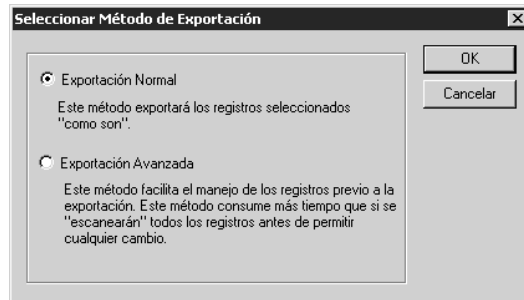 Seleccionar Método de Exportación
OK
Cancelar
Exportación Normal
Este método exportará los registros seleccionados
"como son".
Exportación Avanzada
Este método facilita el manejo de los registros previo a la
exportación. Este método consume más tiempo que si se
"escanearán" todos los registros antes de permitir
cualquier cambio.